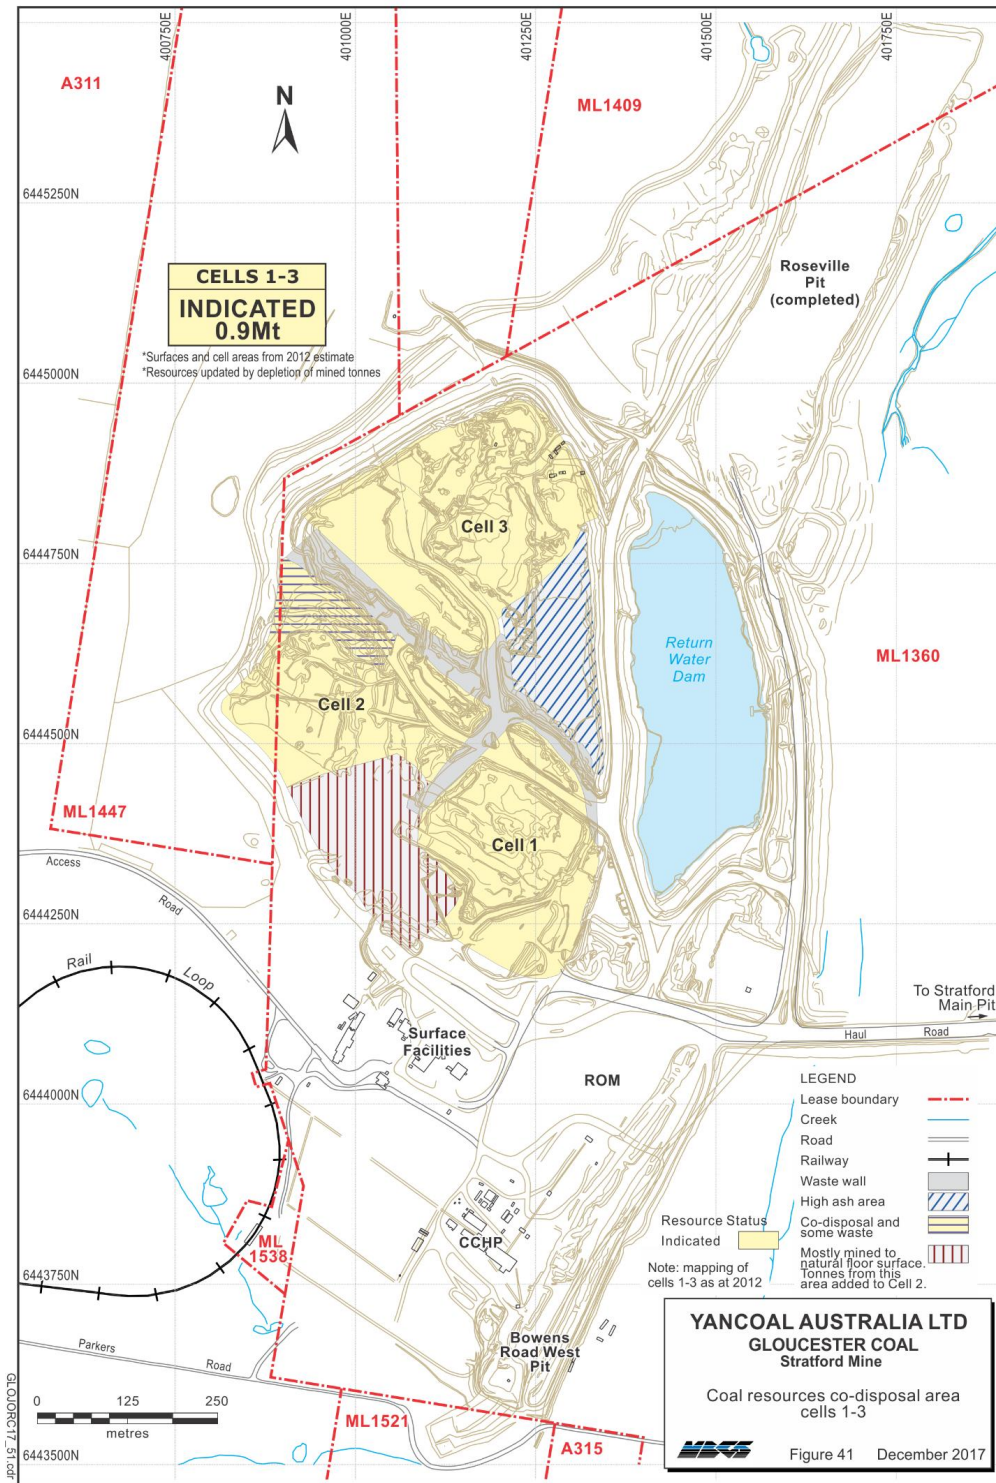 400750E
401000E
401250E
401500E
401750E
A311
N
ML1409
6445250N
Roseville
Pit
(completed)
CELLS 1-3
INDICATED
0.9Mt
*Surfaces and cell areas from 2012 estimate
*Resources updated by depletion of mined tonnes
6445000N
Cell 3
6444750N
Return
Water
Dam
ML1360
Cell 2
6444500N
ML1447
Cell 1
Access
Road
6444250N
Rail
Loop
To Stratford
Main Pit
Surface
Facilities
Haul
Road
ROM
6444000N
LEGEND
Lease boundary
Creek
Road
Railway
Waste wall
High ash area
Co-disposal and
some waste
Mostly mined to
natural floor surface.
Tonnes from this
area added to Cell 2.
Resource Status
Indicated
Note: mapping of
cells 1-3 as at 2012
ML
1538
CCHP
6443750N
Bowens
Road West
Pit
Parkers
Road
0 125 250
metres
ML1521
A315
6443500N
YANCOAL AUSTRALIA LTD
GLOUCESTER COAL
Stratford Mine
Coal resources co-disposal area
cells 1-3
Figure 41 December 2017
GLOJORC17_51.cdr